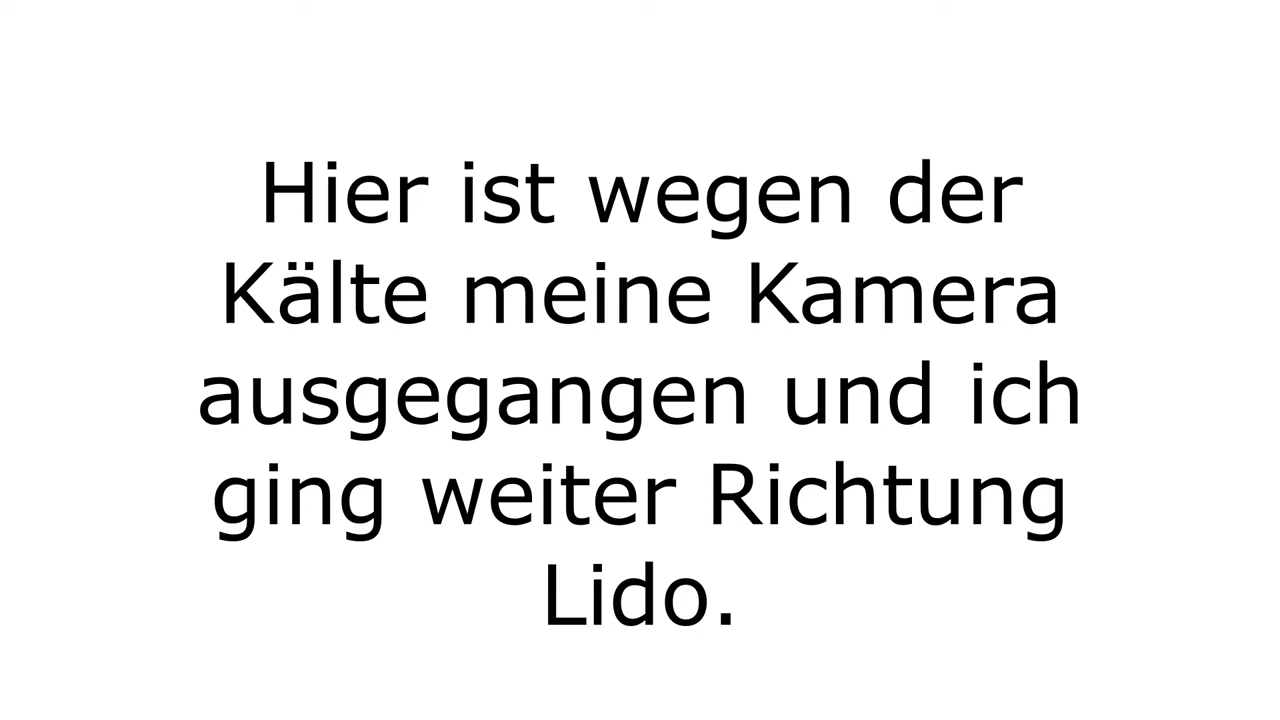 Hier ist wegen der
Kälte meine Kamera
ausgegangen und ich
ging weiter Richtung
Lido.